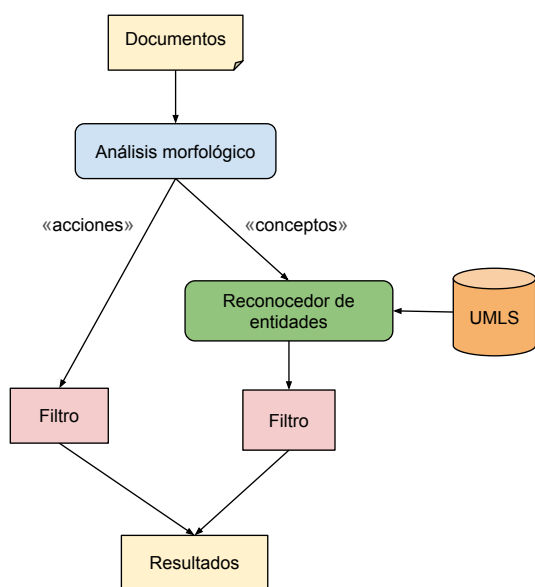 Documentos
Análisis morfológico
«acciones»
«conceptos»
Reconocedor de
entidades
UMLS
Filtro
Filtro
Resultados